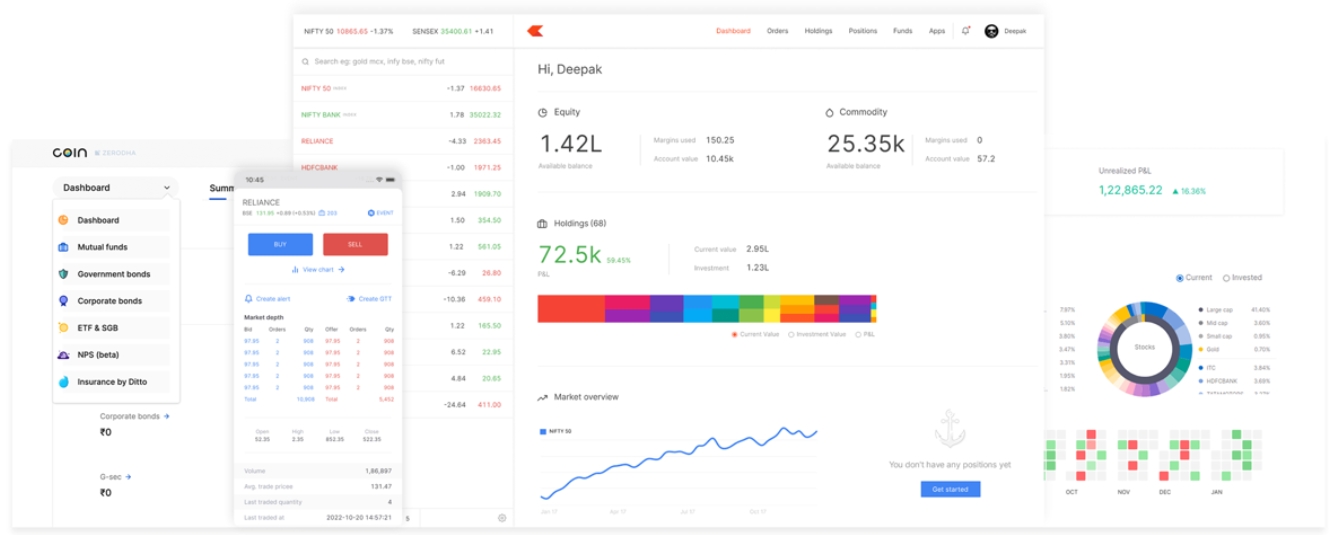 NIFTY 50 10865.65 -1.37% SENSEX 35400.61 +1.41
Dashboard Orders Holdings Positions Funds Apps Deepak
Search eg: gold mcx, infy bse, nifty fut
NIFTY 50 -1.37 16630.65
NIFTY BANK 1.78 35022.32
RELIANCE -4.33 2363.45
HDFCBANK -1.00 1971.25
2.94 1909.70
1.50 354.50
1.22 561.05
-6.29 26.80
-10.36 459.10
1.22 165.50
6.52 22.95
4.84 20.65
-24.64 411.00
5
Hi, Deepak
Equity
1.42L
Available balance
Margins used 150.25
Account value 10.45k
Commodity
25.35k
Available balance
Margins used 0
Account value 57.2
Holdings (68)
72.5k 59.45%
P&L
Current value 2.95L
Investment 1.23L
Current Value Investment Value P&L
Market overview
NIFTY 50
Jan 17 Apr 17 Jul 17 Oct 17
You don't have any positions yet
Get started
COIN ZERODHA
Dashboard
Summ
Dashboard
Mutual funds
Government bonds
Corporate bonds
ETF & SGB
NPS (beta)
Insurance by Ditto
Corporate bonds →
₹0
G-sec →
₹0
10:45
RELIANCE
BSE 131.95 +0.69 (+0.53%) EVENT
BUY SELL
View chart →
Create alert Create GTT
Market depth
Bid Orders Qty Offer Orders Qty
97.95 2 908 97.95 2 908
97.95 2 908 97.95 2 908
97.85 2 908 97.95 2 908
97.95 2 908 97.95 2 908
97.85 2 908 97.95 2 908
Total 10,908 Total 5,452
Open High Low Close
52.35 2.35 852.35 522.35
Volume 1,86,897
Avg. trade prices 131.47
Last traded quantity 4
Last traded at 2022-10-20 14:57:21
Unrealized P&L
1,22,865.22 ▲ 16.36%
Current Invested
7.97%
5.10%
3.80%
3.47%
3.31%
1.95%
1.82%
Stocks
Large cap 41.40%
Mid cap 3.60%
Small cap 0.95%
Gold 0.70%
ITC 3.84%
HDFCBANK 3.69%
OCT NOV DEC JAN